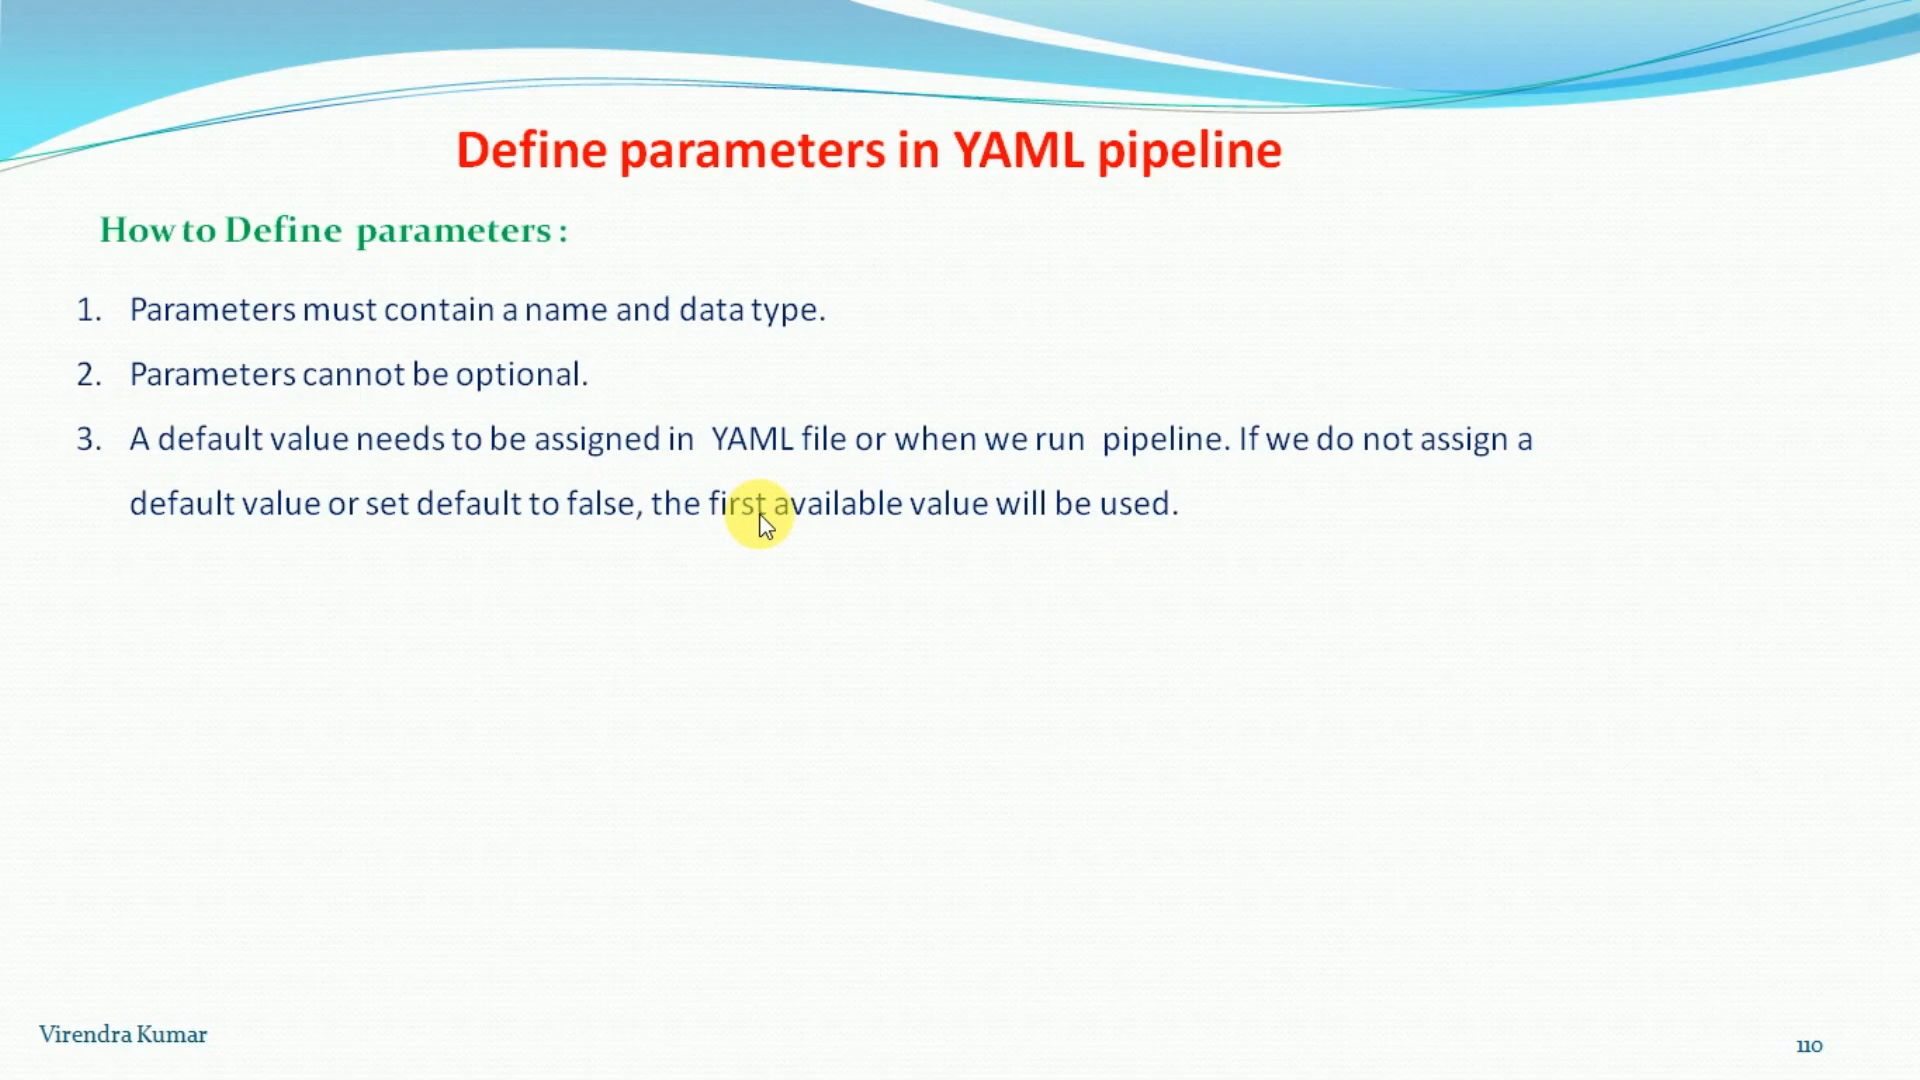 Define parameters in YAML pipeline
How to Define parameters :
1. Parameters must contain a name and data type.
2. Parameters cannot be optional.
3. A default value needs to be assigned in YAML file or when we run pipeline. If we do not assign a
default value or set default to false, the first available value will be used.
Virendra Kumar
110